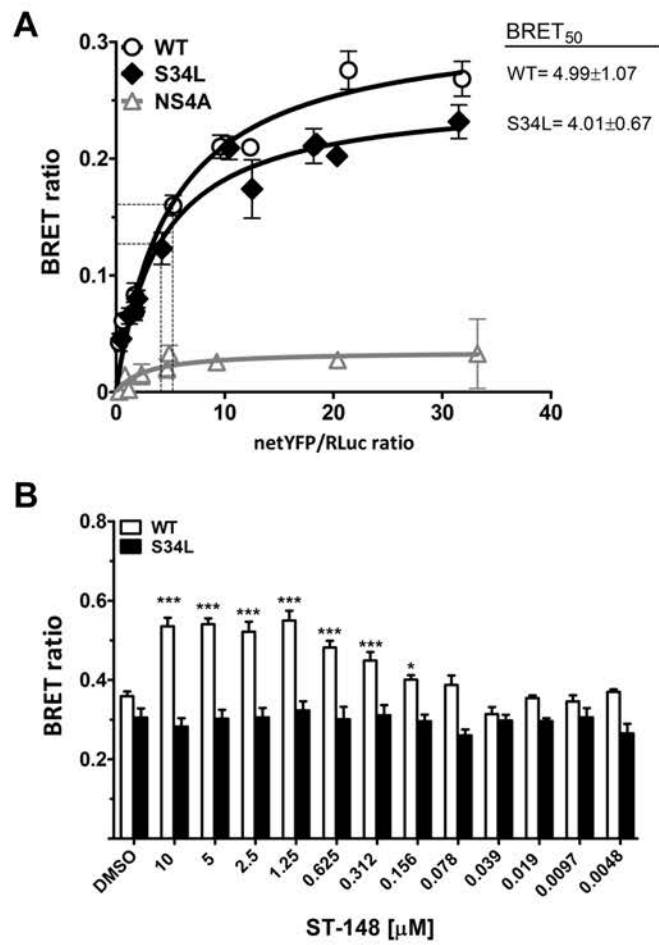 A
WT
S34L
NS4A
BRET50
WT= 4.99±1.07
S34L= 4.01±0.67
BRET ratio
0.3
0.2
0.1
0
0 10 20 30 40
netYFP/RLuc ratio
B
WT
S34L
BRET ratio
0.8
0.6
0.4
0.2
*** *** *** *** *** *** *
DMSO 10 5 2.5 1.25 0.625 0.312 0.156 0.078 0.039 0.019 0.0097 0.0048
ST-148 [μM]